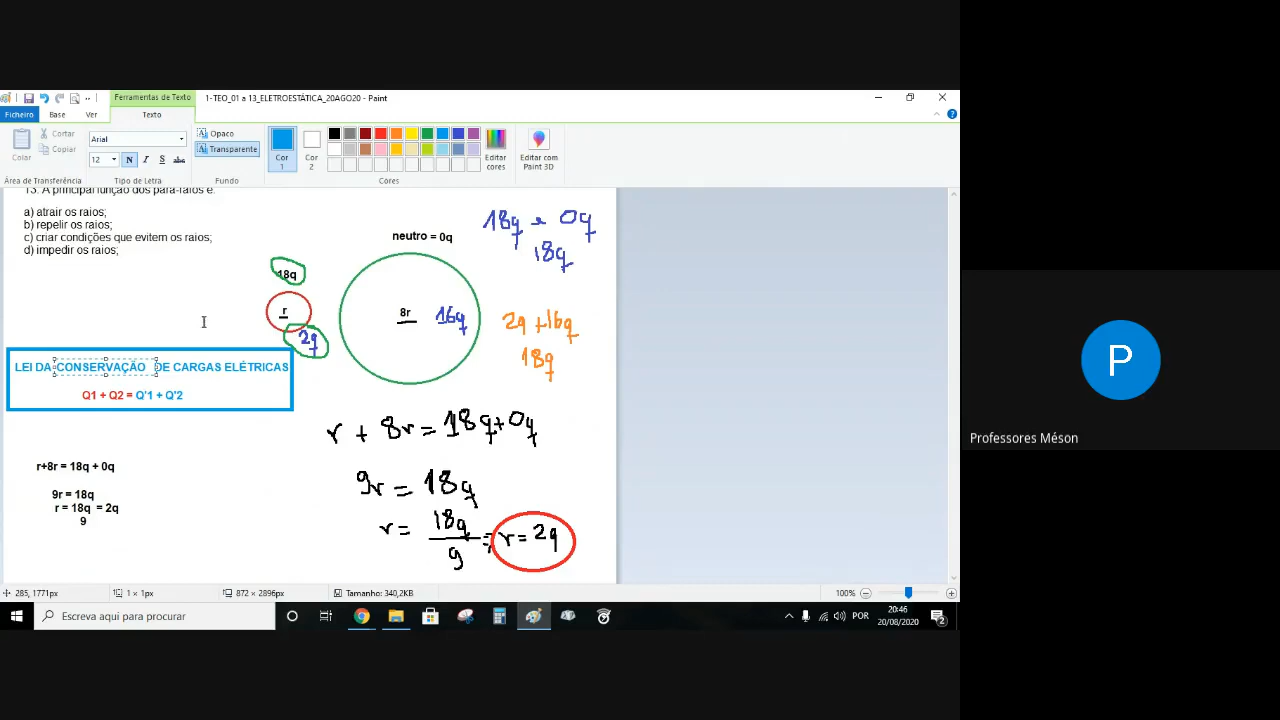 Ferramentas de Texto
1-TEO_01 a 13_ELETROESTÁTICA_20AGO20 - Paint
Ficheiro Base Ver Texto
Colar
Cortar
Copiar
Área de Transferência
Arial
12
N I S abc
Tipo de Letra
Opaco
Transparente
Fundo
Cor 1
Cor 2
Editar cores
Cores
Editar com Paint 3D
13. A principal função dos para-raios é:
a) atrair os raios;
b) repelir os raios;
c) criar condições que evitem os raios;
d) impedir os raios;
neutro = 0q
18q
r
2q
8r
16q
18q 0q
18q
2q +16q
18q
LEI DA CONSERVAÇÃO DE CARGAS ELÉTRICAS
Q1 + Q2 = Q'1 + Q'2
r + 8r = 18q+0q
9r = 18q
r = 18q
9
r = 2q
r+8r = 18q + 0q
9r = 18q
r = 18q = 2q
9
285, 1771px
1 × 1px
872 × 2896px
Tamanho: 340,2KB
100%
Escreva aqui para procurar
POR
20:46
20/08/2020
2
P
Professores Méson